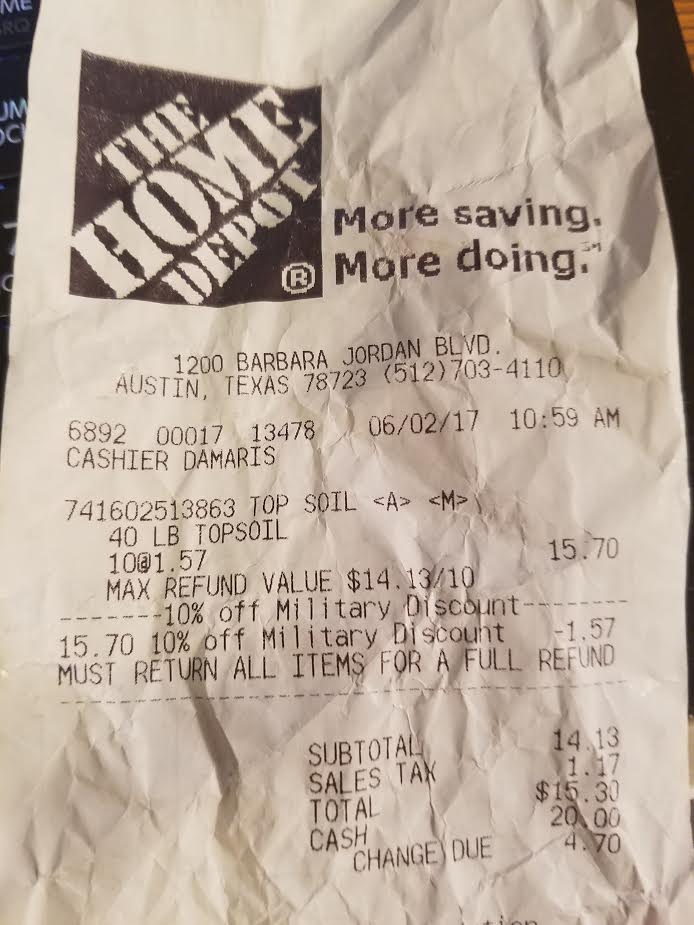 THE
HOME
DEPOT
®
More saving.
More doing.℠
1200 BARBARA JORDAN BLVD.
AUSTIN, TEXAS 78723 (512)703-4110
6892 00017 13478 06/02/17 10:59 AM
CASHIER DAMARIS
741602513863 TOP SOIL <A> <M>
40 LB TOPSOIL
10@1.57 15.70
MAX REFUND VALUE $14.13/10
-------10% off Military Discount--------
15.70 10% off Military Discount -1.57
MUST RETURN ALL ITEMS FOR A FULL REFUND
SUBTOTAL 14.13
SALES TAX 1.17
TOTAL $15.30
CASH 20.00
CHANGE DUE 4.70